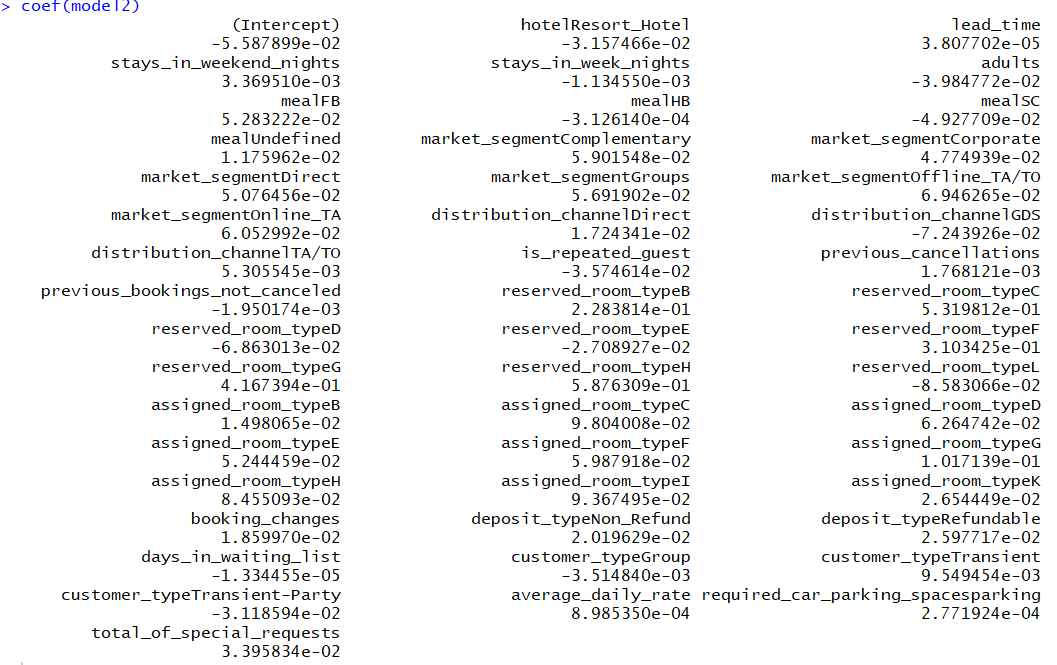 > coef(model2)
(Intercept) hotelResort_Hotel lead_time
-5.587899e-02 -3.157466e-02 3.807702e-05
stays_in_weekend_nights stays_in_week_nights adults
3.369510e-03 -1.134550e-03 -3.984772e-02
mealFB mealHB mealSC
5.283222e-02 -3.126140e-04 -4.927709e-02
mealUndefined market_segmentComplementary market_segmentCorporate
1.175962e-02 5.901548e-02 4.774939e-02
market_segmentDirect market_segmentGroups market_segmentOffline_TA/TO
5.076456e-02 5.691902e-02 6.946265e-02
market_segmentOnline_TA distribution_channelDirect distribution_channelGDS
6.052992e-02 1.724341e-02 -7.243926e-02
distribution_channelTA/TO is_repeated_guest previous_cancellations
5.305545e-03 -3.574614e-02 1.768121e-03
previous_bookings_not_canceled reserved_room_typeB reserved_room_typeC
-1.950174e-03 2.283814e-01 5.319812e-01
reserved_room_typeD reserved_room_typeE reserved_room_typeF
-6.863013e-02 -2.708927e-02 3.103425e-01
reserved_room_typeG reserved_room_typeH reserved_room_typeL
4.167394e-01 5.876309e-01 -8.583066e-02
assigned_room_typeB assigned_room_typeC assigned_room_typeD
1.498065e-02 9.804008e-02 6.264742e-02
assigned_room_typeE assigned_room_typeF assigned_room_typeG
5.244459e-02 5.987918e-02 1.017139e-01
assigned_room_typeH assigned_room_typeI assigned_room_typeK
8.455093e-02 9.367495e-02 2.654449e-02
booking_changes deposit_typeNon_Refund deposit_typeRefundable
1.859970e-02 2.019629e-02 2.597717e-02
days_in_waiting_list customer_typeGroup customer_typeTransient
-1.334455e-05 -3.514840e-03 9.549454e-03
customer_typeTransient-Party average_daily_rate required_car_parking_spacesparking
-3.118594e-02 8.985350e-04 2.771924e-04
total_of_special_requests
3.395834e-02